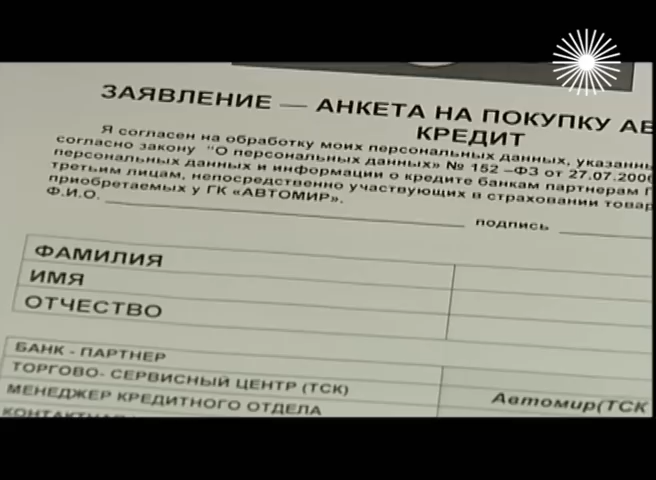 ЗАЯВЛЕНИЕ — АНКЕТА НА ПОКУПКУ АВ
КРЕДИТ
Я согласен на обработку моих персональных данных, указанны
согласно закону "О персональных данных» № 152 –ФЗ от 27.07.2006
персональных данных и информации о кредите банкам партнерам Г
третьим лицам, непосредственно участвующих в страховании товар
приобретаемых у ГК «АВТОМИР».
Ф.И.О. подпись
ФАМИЛИЯ
ИМЯ
ОТЧЕСТВО
БАНК - ПАРТНЕР
ТОРГОВО- СЕРВИСНЫЙ ЦЕНТР (ТСК) Автомир(ТСК
МЕНЕДЖЕР КРЕДИТНОГО ОТДЕЛА